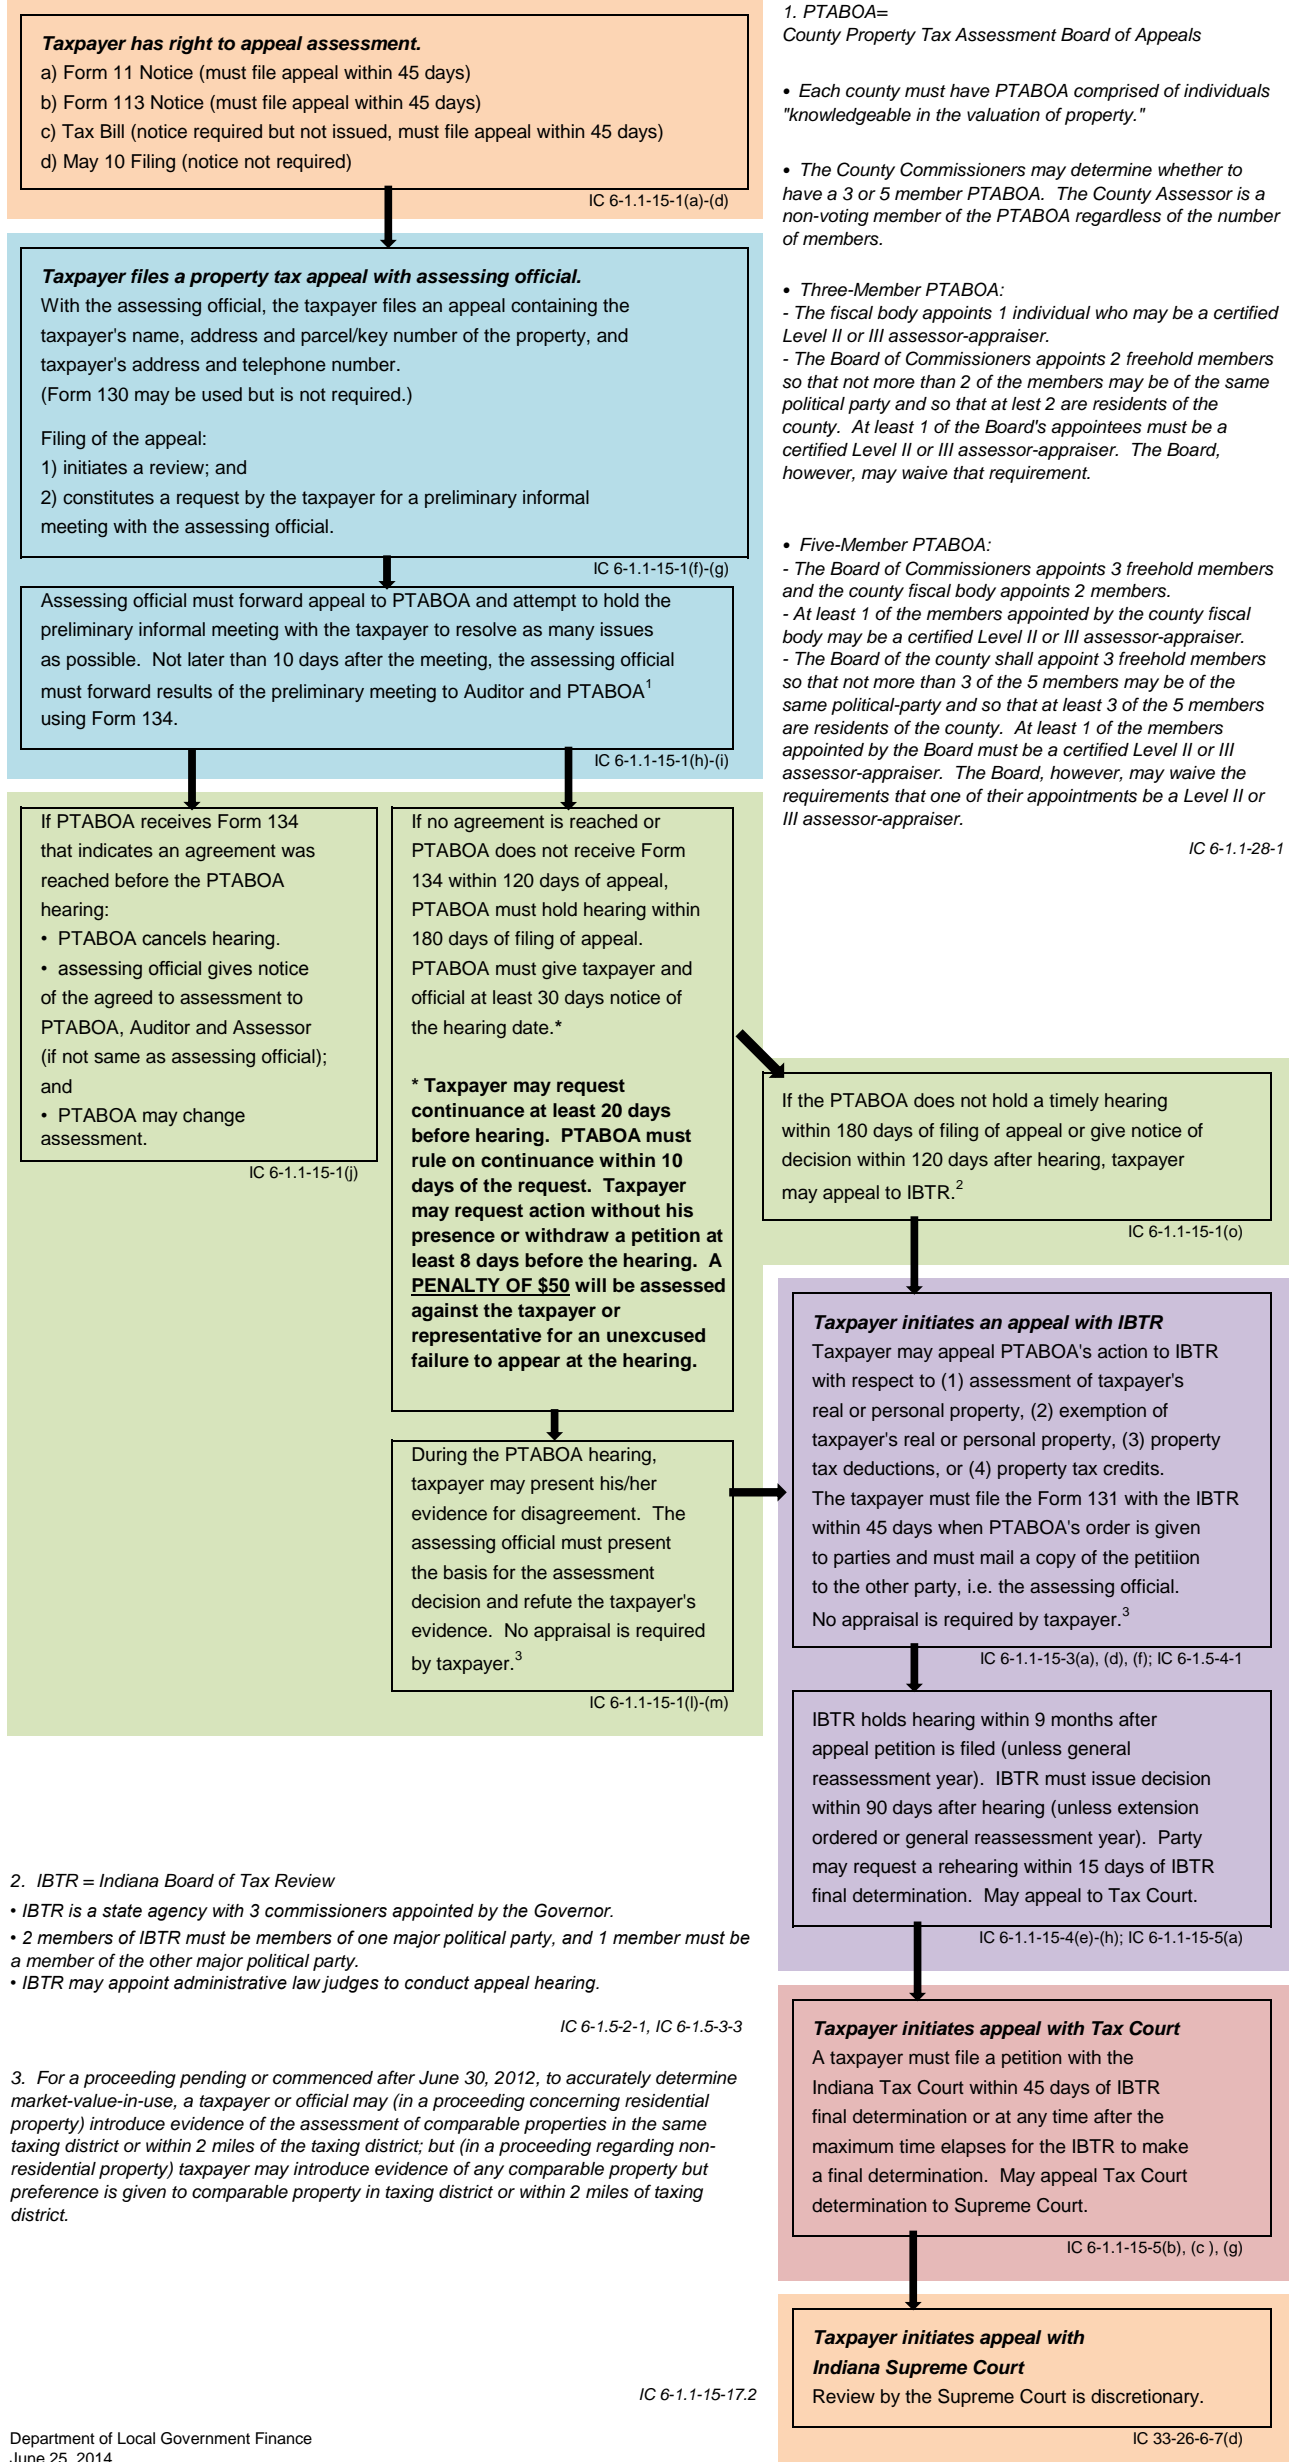 Taxpayer has right to appeal assessment.
a) Form 11 Notice (must file appeal within 45 days)
b) Form 113 Notice (must file appeal within 45 days)
c) Tax Bill (notice required but not issued, must file appeal within 45 days)
d) May 10 Filing (notice not required)
IC 6-1.1-15-1(a)-(d)
Taxpayer files a property tax appeal with assessing official.
With the assessing official, the taxpayer files an appeal containing the
taxpayer's name, address and parcel/key number of the property, and
taxpayer's address and telephone number.
(Form 130 may be used but is not required.)
Filing of the appeal:
1) initiates a review; and
2) constitutes a request by the taxpayer for a preliminary informal
meeting with the assessing official.
IC 6-1.1-15-1(f)-(g)
Assessing official must forward appeal to PTABOA and attempt to hold the
preliminary informal meeting with the taxpayer to resolve as many issues
as possible.  Not later than 10 days after the meeting, the assessing official
must forward results of the preliminary meeting to Auditor and PTABOA1
using Form 134.
IC 6-1.1-15-1(h)-(i)
If PTABOA receives Form 134
that indicates an agreement was
reached before the PTABOA
hearing:
• PTABOA cancels hearing.
• assessing official gives notice
of the agreed to assessment to
PTABOA, Auditor and Assessor
(if not same as assessing official);
and
• PTABOA may change
assessment.
IC 6-1.1-15-1(j)
If no agreement is reached or
PTABOA does not receive Form
134 within 120 days of appeal,
PTABOA must hold hearing within
180 days of filing of appeal.
PTABOA must give taxpayer and
official at least 30 days notice of
the hearing date.*
* Taxpayer may request
continuance at least 20 days
before hearing.  PTABOA must
rule on continuance within 10
days of the request.  Taxpayer
may request action without his
presence or withdraw a petition at
least 8 days before the hearing.  A
PENALTY OF $50 will be assessed
against the taxpayer or
representative for an unexcused
failure to appear at the hearing.
During the PTABOA hearing,
taxpayer may present his/her
evidence for disagreement.  The
assessing official must present
the basis for the assessment
decision and refute the taxpayer's
evidence.  No appraisal is required
by taxpayer.3
IC 6-1.1-15-1(l)-(m)
1. PTABOA=
County Property Tax Assessment Board of Appeals
• Each county must have PTABOA comprised of individuals
"knowledgeable in the valuation of property."
• The County Commissioners may determine whether to
have a 3 or 5 member PTABOA.  The County Assessor is a
non-voting member of the PTABOA regardless of the number
of members.
• Three-Member PTABOA:
- The fiscal body appoints 1 individual who may be a certified
Level II or III assessor-appraiser.
- The Board of Commissioners appoints 2 freehold members
so that not more than 2 of the members may be of the same
political party and so that at lest 2 are residents of the
county.  At least 1 of the Board's appointees must be a
certified Level II or III assessor-appraiser.  The Board,
however, may waive that requirement.
• Five-Member PTABOA:
- The Board of Commissioners appoints 3 freehold members
and the county fiscal body appoints 2 members.
- At least 1 of the members appointed by the county fiscal
body may be a certified Level II or III assessor-appraiser.
- The Board of the county shall appoint 3 freehold members
so that not more than 3 of the 5 members may be of the
same political-party and so that at least 3 of the 5 members
are residents of the county.  At least 1 of the members
appointed by the Board must be a certified Level II or III
assessor-appraiser.  The Board, however, may waive the
requirements that one of their appointments be a Level II or
III assessor-appraiser.
IC 6-1.1-28-1
If the PTABOA does not hold a timely hearing
within 180 days of filing of appeal or give notice of
decision within 120 days after hearing, taxpayer
may appeal to IBTR.2
IC 6-1.1-15-1(o)
Taxpayer initiates an appeal with IBTR
Taxpayer may appeal PTABOA's action to IBTR
with respect to (1) assessment of taxpayer's
real or personal property, (2) exemption of
taxpayer's real or personal property, (3) property
tax deductions, or (4) property tax credits.
The taxpayer must file the Form 131 with the IBTR
within 45 days when PTABOA's order is given
to parties and must mail a copy of the petitiion
to the other party, i.e. the assessing official.
No appraisal is required by taxpayer.3
IC 6-1.1-15-3(a), (d), (f); IC 6-1.5-4-1
IBTR holds hearing within 9 months after
appeal petition is filed (unless general
reassessment year).  IBTR must issue decision
within 90 days after hearing (unless extension
ordered or general reassessment year).  Party
may request a rehearing within 15 days of IBTR
final determination.  May appeal to Tax Court.
IC 6-1.1-15-4(e)-(h); IC 6-1.1-15-5(a)
Taxpayer initiates appeal with Tax Court
A taxpayer must file a petition with the
Indiana Tax Court within 45 days of IBTR
final determination or at any time after the
maximum time elapses for the IBTR to make
a final determination.  May appeal Tax Court
determination to Supreme Court.
IC 6-1.1-15-5(b), (c ), (g)
Taxpayer initiates appeal with
Indiana Supreme Court
Review by the Supreme Court is discretionary.
IC 33-26-6-7(d)
2.  IBTR = Indiana Board of Tax Review
• IBTR is a state agency with 3 commissioners appointed by the Governor.
• 2 members of IBTR must be members of one major political party, and 1 member must be
a member of the other major political party.
• IBTR may appoint administrative law judges to conduct appeal hearing.
IC 6-1.5-2-1, IC 6-1.5-3-3
3.  For a proceeding pending or commenced after June 30, 2012, to accurately determine
market-value-in-use, a taxpayer or official may (in a proceeding concerning residential
property) introduce evidence of the assessment of comparable properties in the same
taxing district or within 2 miles of the taxing district; but (in a proceeding regarding non-
residential property) taxpayer may introduce evidence of any comparable property but
preference is given to comparable property in taxing district or within 2 miles of taxing
district.
IC 6-1.1-15-17.2
Department of Local Government Finance
June 25, 2014